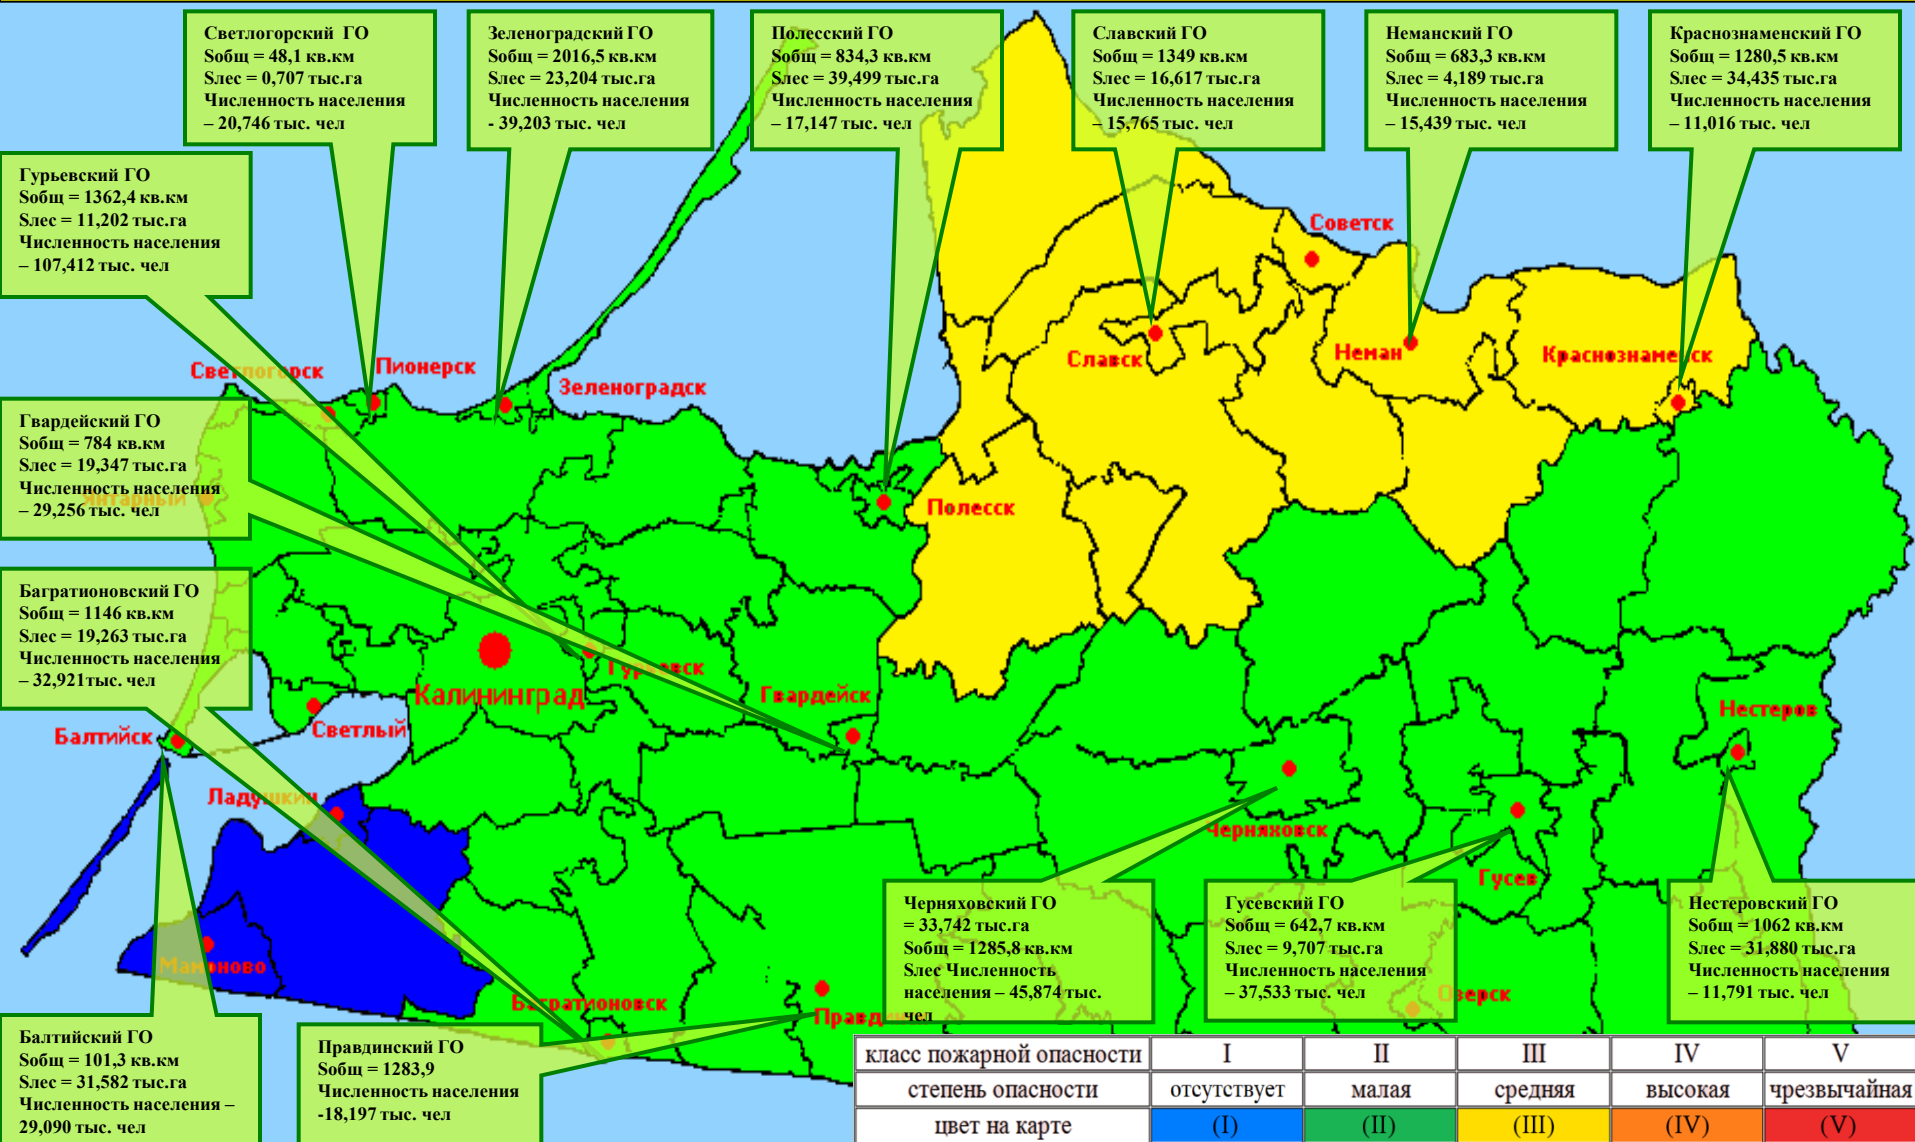 Светлогорский ГО
Sобщ = 48,1 кв.км
Sлес = 0,707 тыс.га
Численность населения
– 20,746 тыс. чел
Зеленоградский ГО
Sобщ = 2016,5 кв.км
Sлес = 23,204 тыс.га
Численность населения
- 39,203 тыс. чел
Полесский ГО
Sобщ = 834,3 кв.км
Sлес = 39,499 тыс.га
Численность населения
– 17,147 тыс. чел
Славский ГО
Sобщ = 1349 кв.км
Sлес = 16,617 тыс.га
Численность населения
– 15,765 тыс. чел
Неманский ГО
Sобщ = 683,3 кв.км
Sлес = 4,189 тыс.га
Численность населения
– 15,439 тыс. чел
Краснознаменский ГО
Sобщ = 1280,5 кв.км
Sлес = 34,435 тыс.га
Численность населения
– 11,016 тыс. чел
Гурьевский ГО
Sобщ = 1362,4 кв.км
Sлес = 11,202 тыс.га
Численность населения
– 107,412 тыс. чел
Советск
Славск
Неман
Краснознаменск
Светлогорск
Пионерск
Зеленоградск
Гвардейский ГО
Sобщ = 784 кв.км
Sлес = 19,347 тыс.га
Численность населения
– 29,256 тыс. чел
Янтарный
Полесск
Багратионовский ГО
Sобщ = 1146 кв.км
Sлес = 19,263 тыс.га
Численность населения
– 32,921тыс. чел
Гурьевск
Калининград
Гвардейск
Нестеров
Балтийск
Светлый
Ладушкин
Черняховск
Гусев
Мамоново
Багратионовск
Правдинск
Озерск
Черняховский ГО
= 33,742 тыс.га
Sобщ = 1285,8 кв.км
Sлес Численность
населения – 45,874 тыс.
чел
Гусевский ГО
Sобщ = 642,7 кв.км
Sлес = 9,707 тыс.га
Численность населения
– 37,533 тыс. чел
Нестеровский ГО
Sобщ = 1062 кв.км
Sлес = 31,880 тыс.га
Численность населения
– 11,791 тыс. чел
Балтийский ГО
Sобщ = 101,3 кв.км
Sлес = 31,582 тыс.га
Численность населения –
29,090 тыс. чел
Правдинский ГО
Sобщ = 1283,9
Численность населения
-18,197 тыс. чел
класс пожарной опасности I II III IV V
степень опасности отсутствует малая средняя высокая чрезвычайная
цвет на карте (I) (II) (III) (IV) (V)